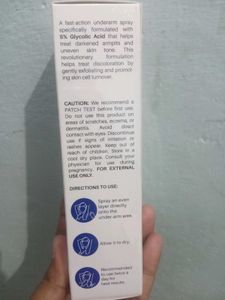 A fast-action underarm spray
specifically formulated with
5% Glycolic Acid that helps
treat darkened armpits and
uneven skin tone. This
revolutionary formulation
helps treat discoloration by
gently exfoliating and promot-
ing skin cell turnover.
CAUTION: We recommend a
PATCH TEST before first use.
Do not use this product on
areas of scratches, eczema, or
dermatitis. Avoid direct
contact with eyes. Discontinue
use if signs of irritation or
rashes appear, keep out of
reach of children. Store in a
cool dry place. Consult your
physician for use during
pregnancy. FOR EXTERNAL
USE ONLY.
DIRECTIONS TO USE:
Spray an even
layer directly
onto the
under arm area.
Allow it to dry.
Recommended
to use twice a
day for
best results.